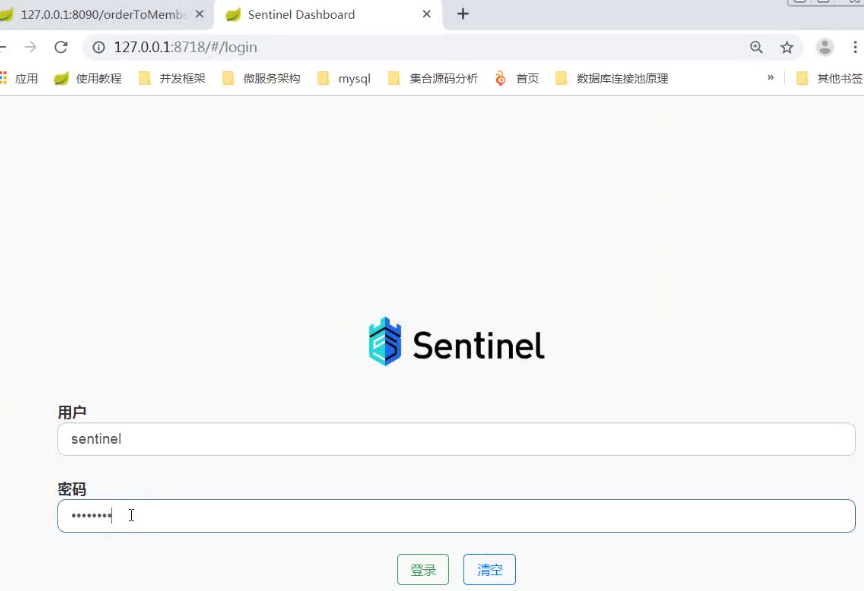 127.0.0.1:8090/orderToMembe
Sentinel Dashboard
127.0.0.1:8718/#/login
应用 使用教程 并发框架 微服务架构 mysql 集合源码分析 首页 数据库连接池原理 » 其他书签
Sentinel
用户
sentinel
密码
••••••••
登录 清空